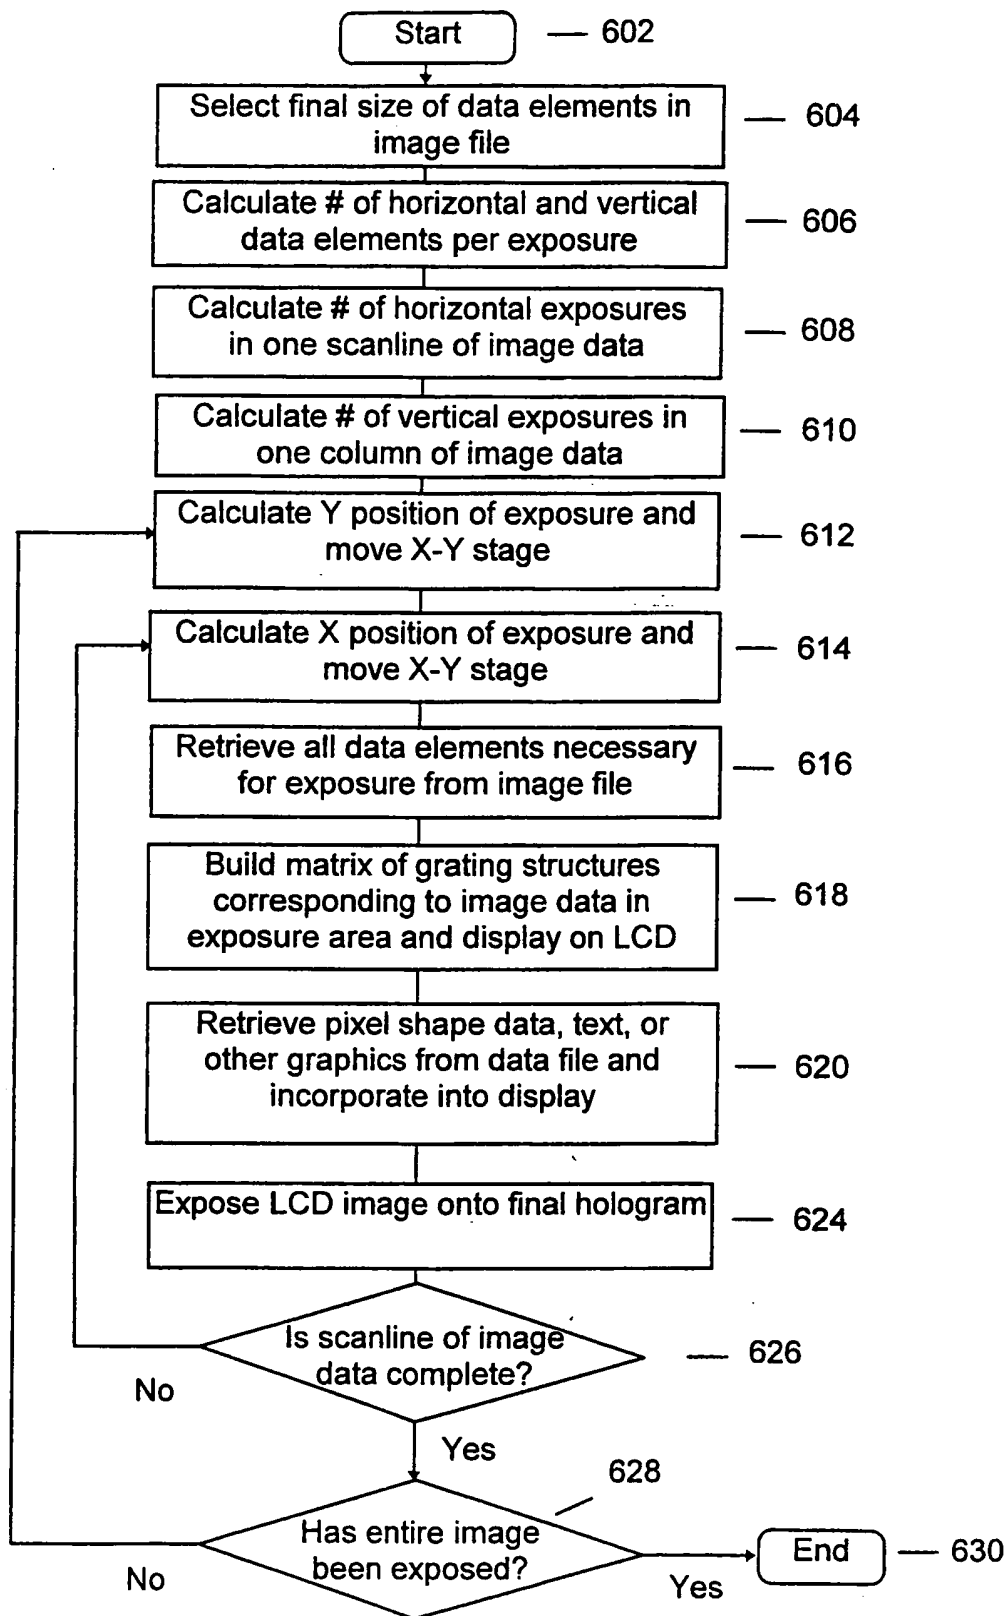 Start
602
Select final size of data elements in
image file
604
Calculate # of horizontal and vertical
data elements per exposure
606
Calculate # of horizontal exposures
in one scanline of image data
608
Calculate # of vertical exposures in
one column of image data
610
Calculate Y position of exposure and
move X-Y stage
612
Calculate X position of exposure and
move X-Y stage
614
Retrieve all data elements necessary
for exposure from image file
616
Build matrix of grating structures
corresponding to image data in
exposure area and display on LCD
618
Retrieve pixel shape data, text, or
other graphics from data file and
incorporate into display
620
Expose LCD image onto final hologram
624
Is scanline of image
data complete?
626
No
Yes
628
Has entire image
been exposed?
No
Yes
End
630